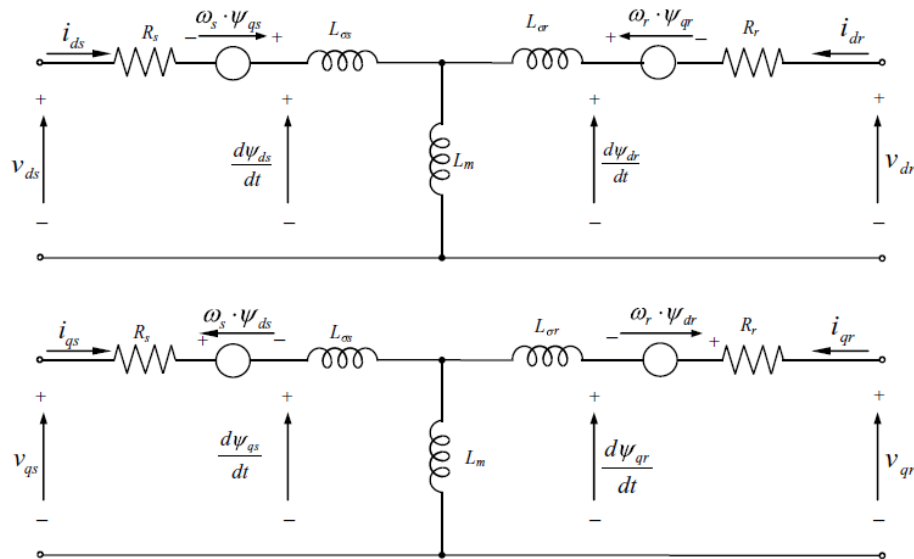 i_ds R_s − ω_s · ψ_qs + L_σs L_σr + ω_r · ψ_qr − R_r i_dr
+ + + +
v_ds dψ_ds/dt L_m dψ_dr/dt v_dr
− − − −
i_qs R_s + ω_s · ψ_ds − L_σs L_σr − ω_r · ψ_dr + R_r i_qr
+ + + +
v_qs dψ_qs/dt L_m dψ_qr/dt v_qr
− − − −